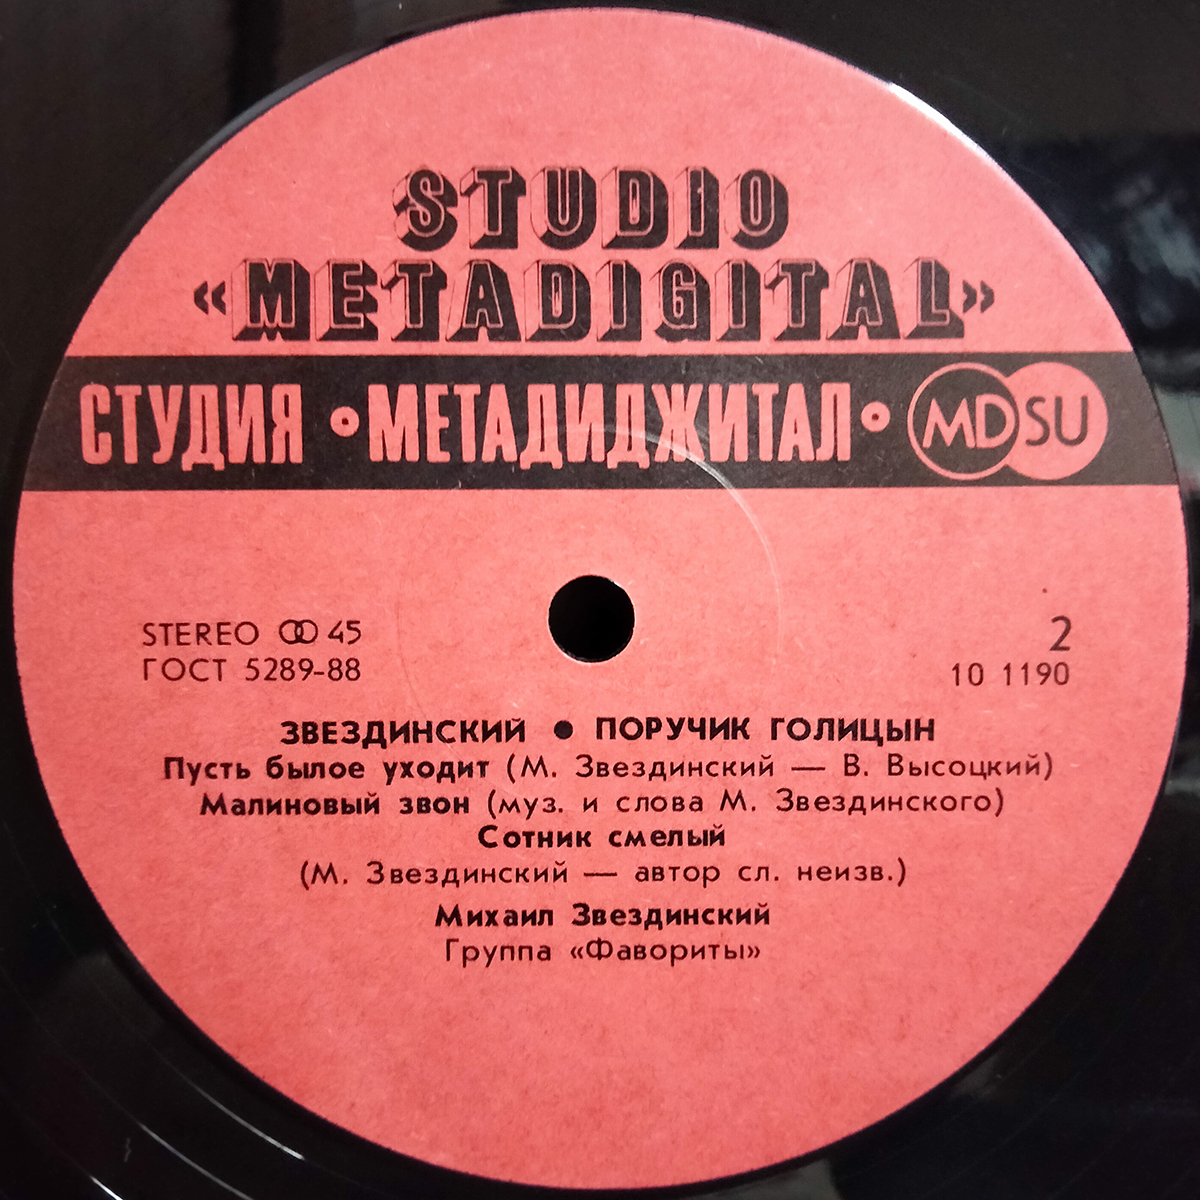 STUDIO
«METADIGITAL»
СТУДИЯ • МЕТАДИДЖИТАЛ • MD SU
STEREO ꝏ 45
ГОСТ 5289-88
2
10 1190
ЗВЕЗДИНСКИЙ ● ПОРУЧИК ГОЛИЦЫН
Пусть былое уходит (М. Звездинский — В. Высоцкий)
Малиновый звон (муз. и слова М. Звездинского)
Сотник смелый
(М. Звездинский — автор сл. неизв.)
Михаил Звездинский
Группа «Фавориты»